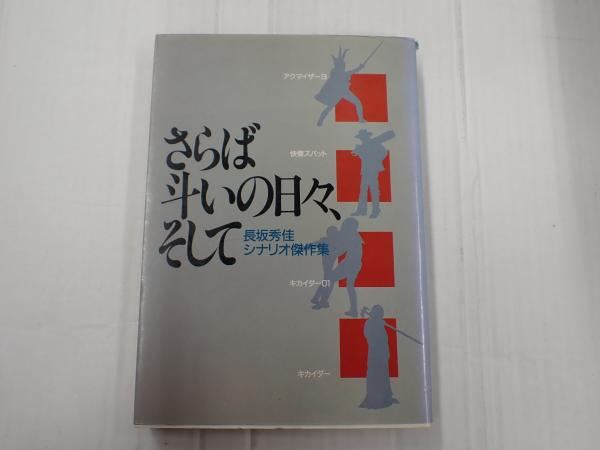 アクマイザー3
快傑ズバット
さらば
斗いの日々、
そして
長坂秀佳
シナリオ傑作集
キカイダー01
キカイダー